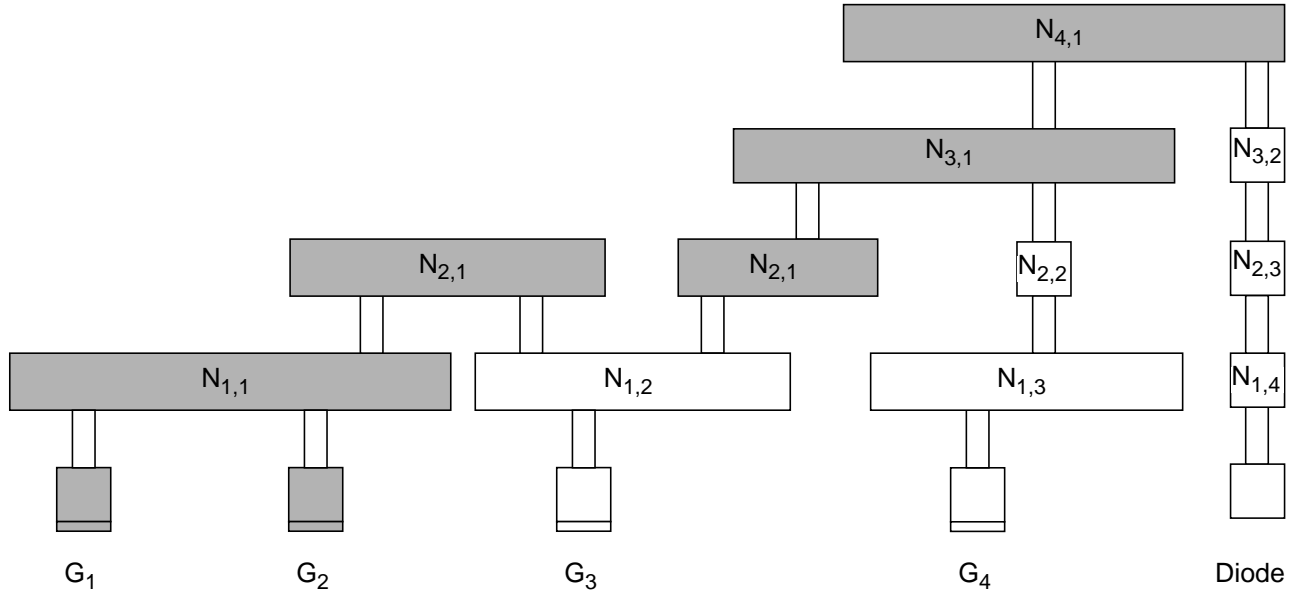 N4,1
N3,1
N3,2
N2,1
N2,1
N2,2
N2,3
N1,1
N1,2
N1,3
N1,4
G1
G2
G3
G4
Diode